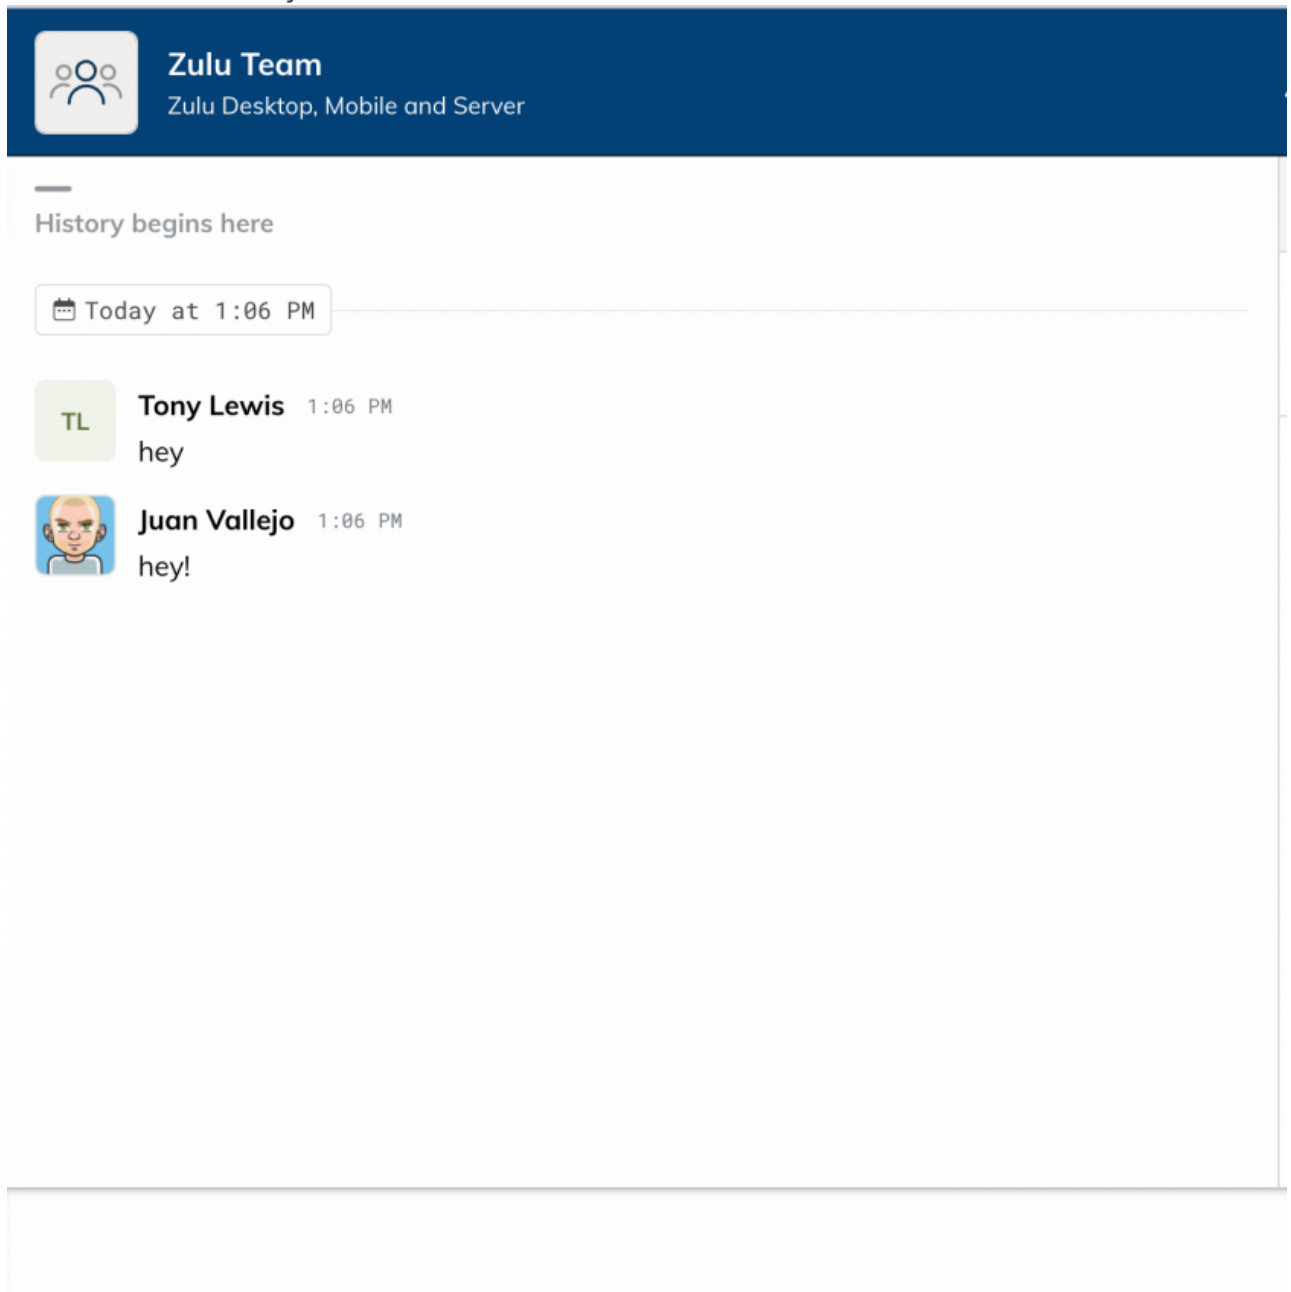 Zulu Team
Zulu Desktop, Mobile and Server
History begins here
Today at 1:06 PM
TL
Tony Lewis 1:06 PM
hey
Juan Vallejo 1:06 PM
hey!